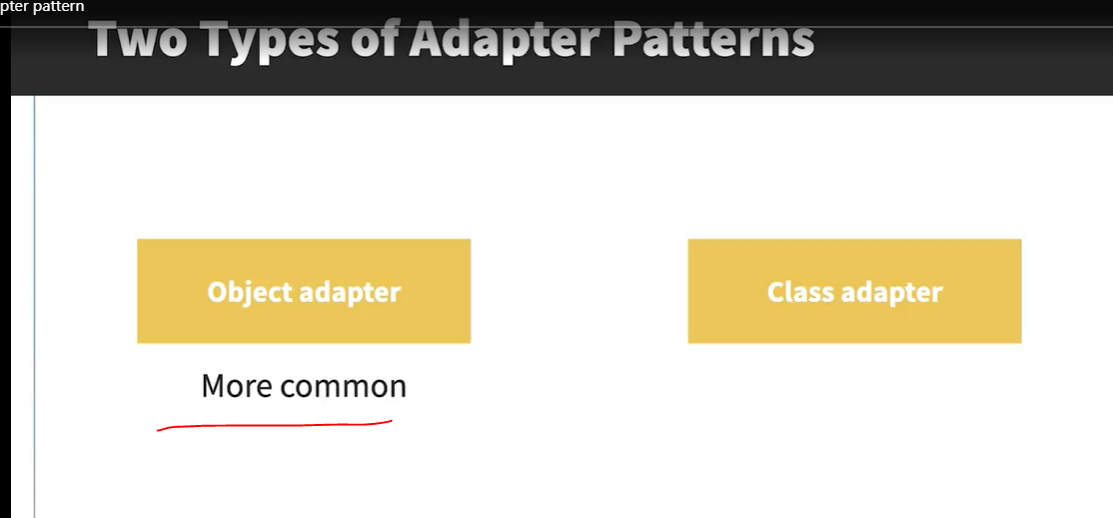 pter pattern
Two Types of Adapter Patterns
Object adapter
Class adapter
More common